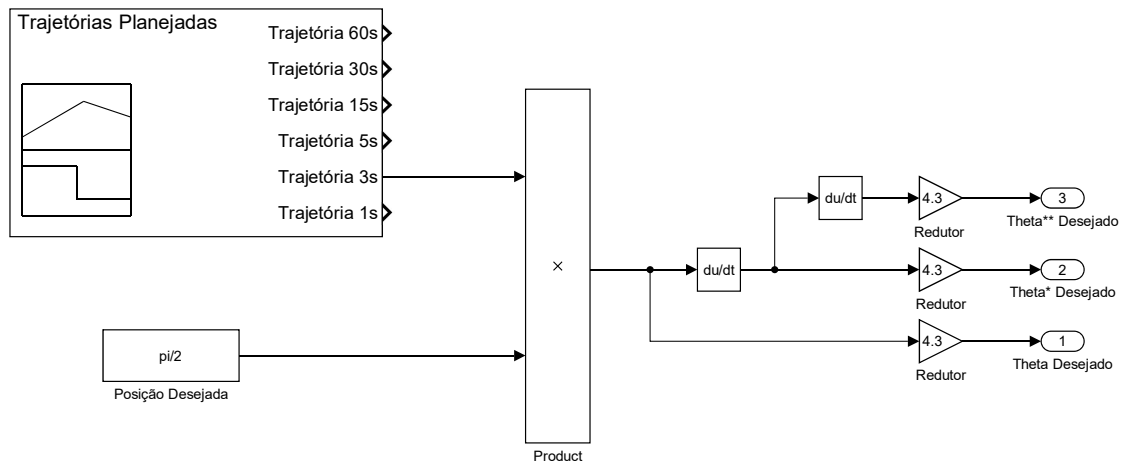 Trajetórias Planejadas
Trajetória 60s
Trajetória 30s
Trajetória 15s
Trajetória 5s
Trajetória 3s
Trajetória 1s
pi/2
Posição Desejada
×
Product
du/dt
du/dt
4.3
Redutor
3
Theta** Desejado
4.3
Redutor
2
Theta* Desejado
4.3
Redutor
1
Theta Desejado